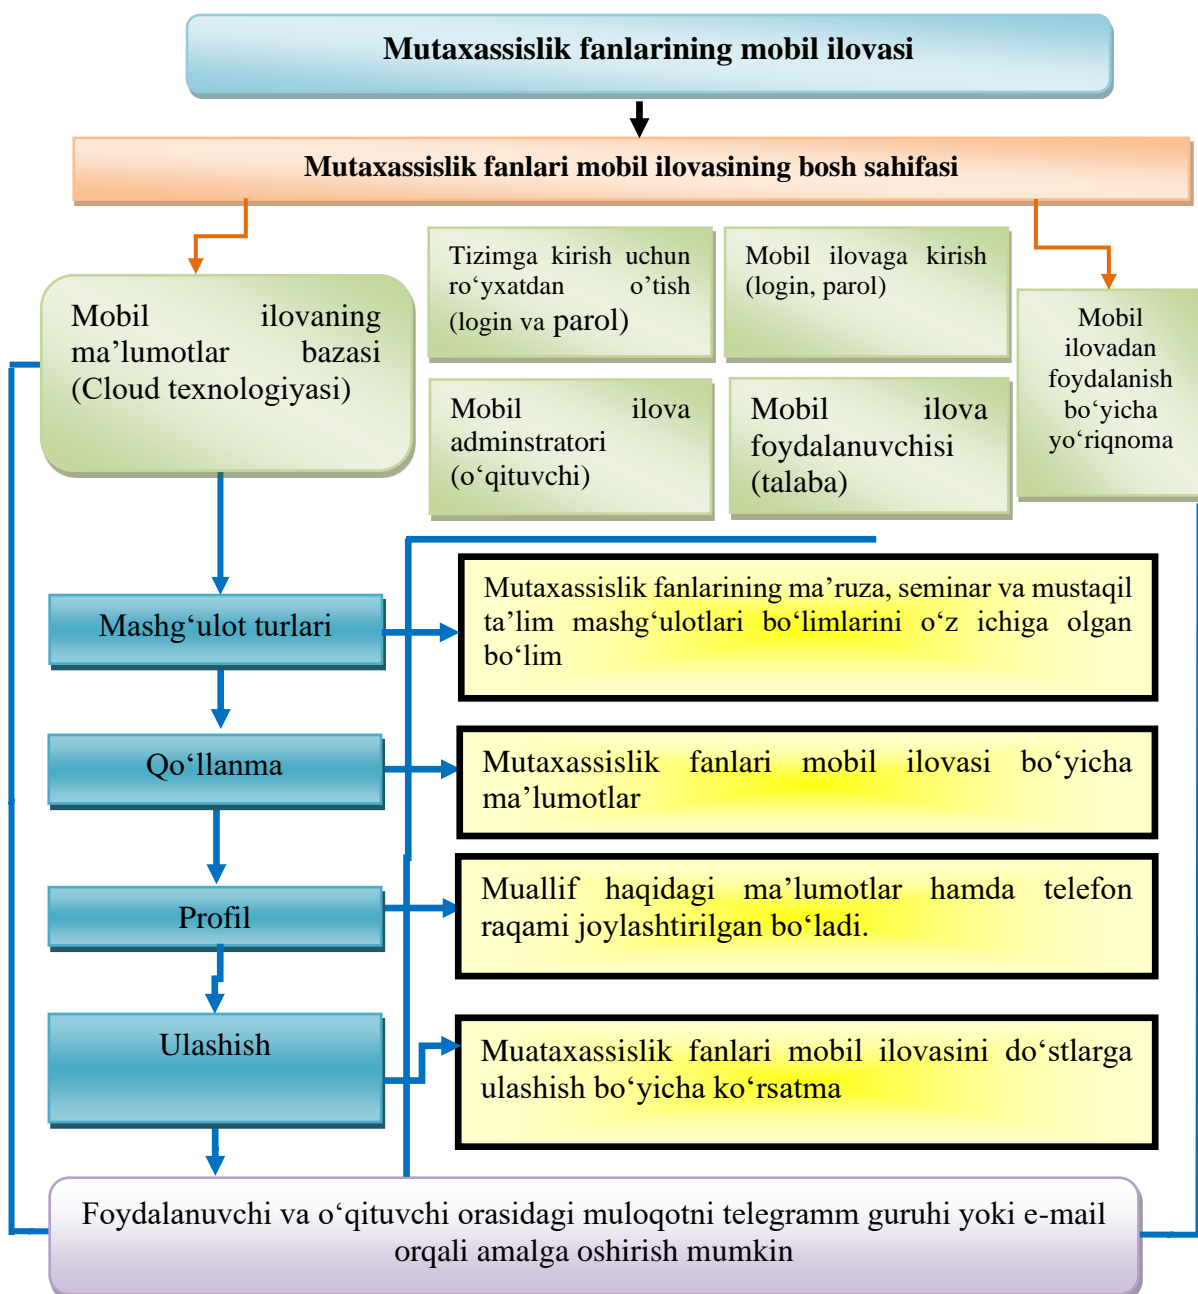 Mutaxassislik fanlarining mobil ilovasi
Mutaxassislik fanlari mobil ilovasining bosh sahifasi
Mobil ilovaning
ma’lumotlar bazasi
(Cloud texnologiyasi)
Tizimga kirish uchun
ro‘yxatdan o’tish
(login va parol)
Mobil ilovaga kirish
(login, parol)
Mobil ilova
adminstratori
(o‘qituvchi)
Mobil ilova
foydalanuvchisi
(talaba)
Mobil
ilovadan
foydalanish
bo‘yicha
yo‘riqnoma
Mashg‘ulot turlari
Mutaxassislik fanlarining ma’ruza, seminar va mustaqil
ta’lim mashg‘ulotlari bo‘limlarini o‘z ichiga olgan
bo‘lim
Qo‘llanma
Mutaxassislik fanlari mobil ilovasi bo‘yicha
ma’lumotlar
Profil
Muallif haqidagi ma’lumotlar hamda telefon
raqami joylashtirilgan bo‘ladi.
Ulashish
Muataxassislik fanlari mobil ilovasini do‘stlarga
ulashish bo‘yicha ko‘rsatma
Foydalanuvchi va o‘qituvchi orasidagi muloqotni telegramm guruhi yoki e-mail
orqali amalga oshirish mumkin